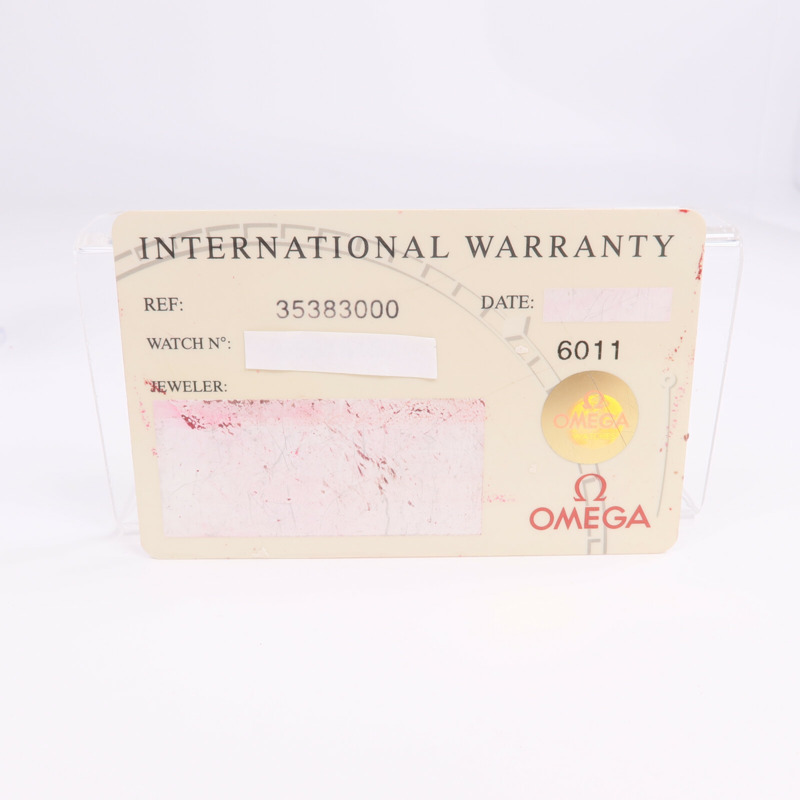 INTERNATIONAL WARRANTY
REF: 35383000 DATE:
WATCH N°:
6011
JEWELER:
Ω
OMEGA
Ω
OMEGA